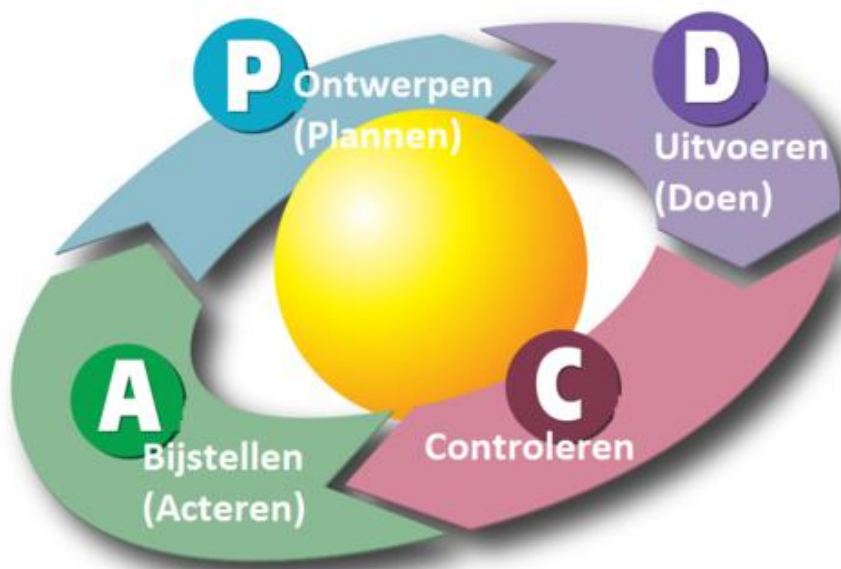 P
Ontwerpen
(Plannen)
D
Uitvoeren
(Doen)
C
Controleren
A
Bijstellen
(Acteren)